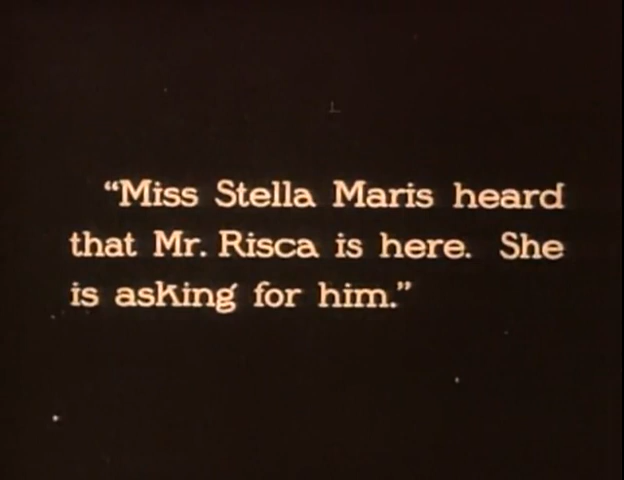 “Miss Stella Maris heard
that Mr. Risca is here. She
is asking for him.”